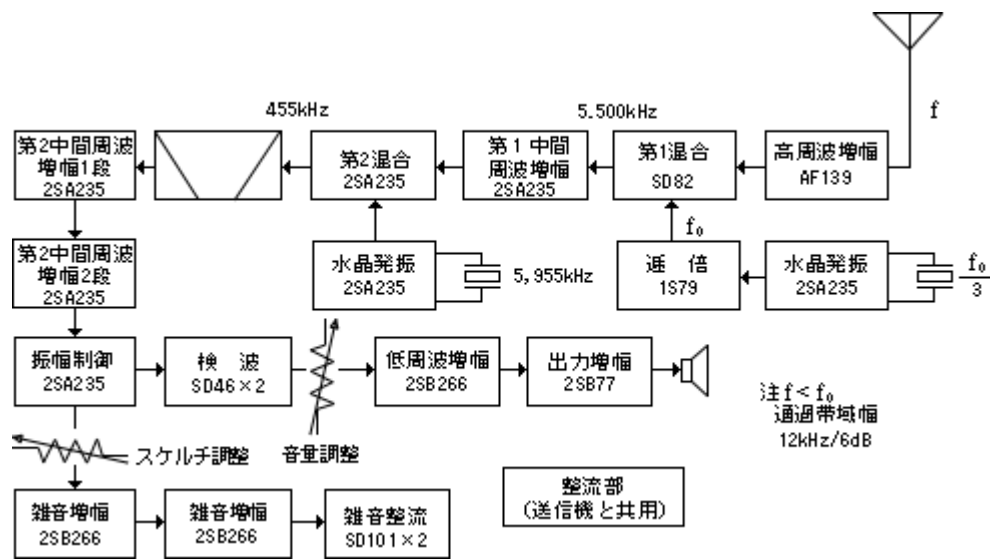 455kHz
5.500kHz
f
第2中間周波
増幅1段
2SA235
第2混合
2SA235
第1中間
周波増幅
2SA235
第1混合
SD82
高周波増幅
AF139
f₀
第2中間周波
増幅2段
2SA235
水晶発振
2SA235
5,955kHz
逓 倍
1S79
水晶発振
2SA235
f₀
3
振幅制御
2SA235
検 波
SD46×2
低周波増幅
2SB266
出力増幅
2SB77
注f<f₀
通過帯域幅
12kHz/6dB
スケルチ調整
音量調整
雑音増幅
2SB266
雑音増幅
2SB266
雑音整流
SD101×2
整流部
(送信機と共用)